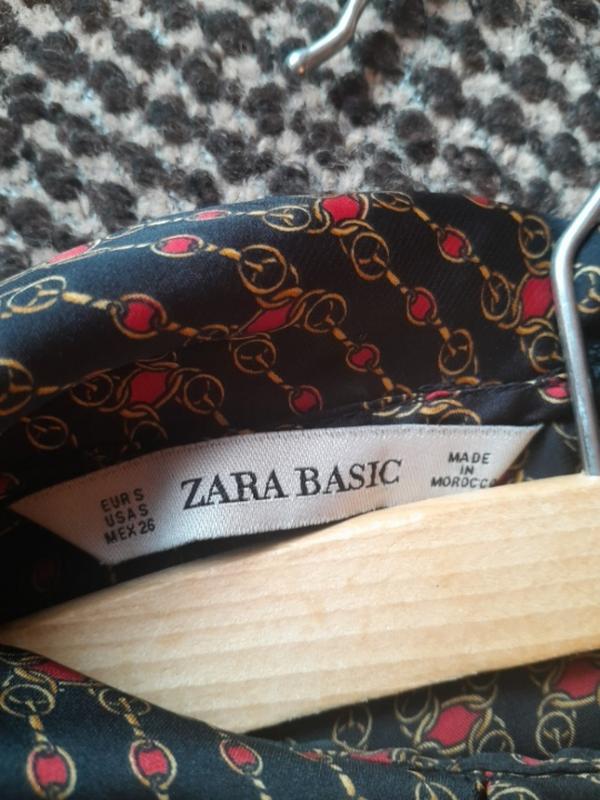 EUR S
USA S
MEX 26
ZARA BASIC
MADE
IN
MOROCCO